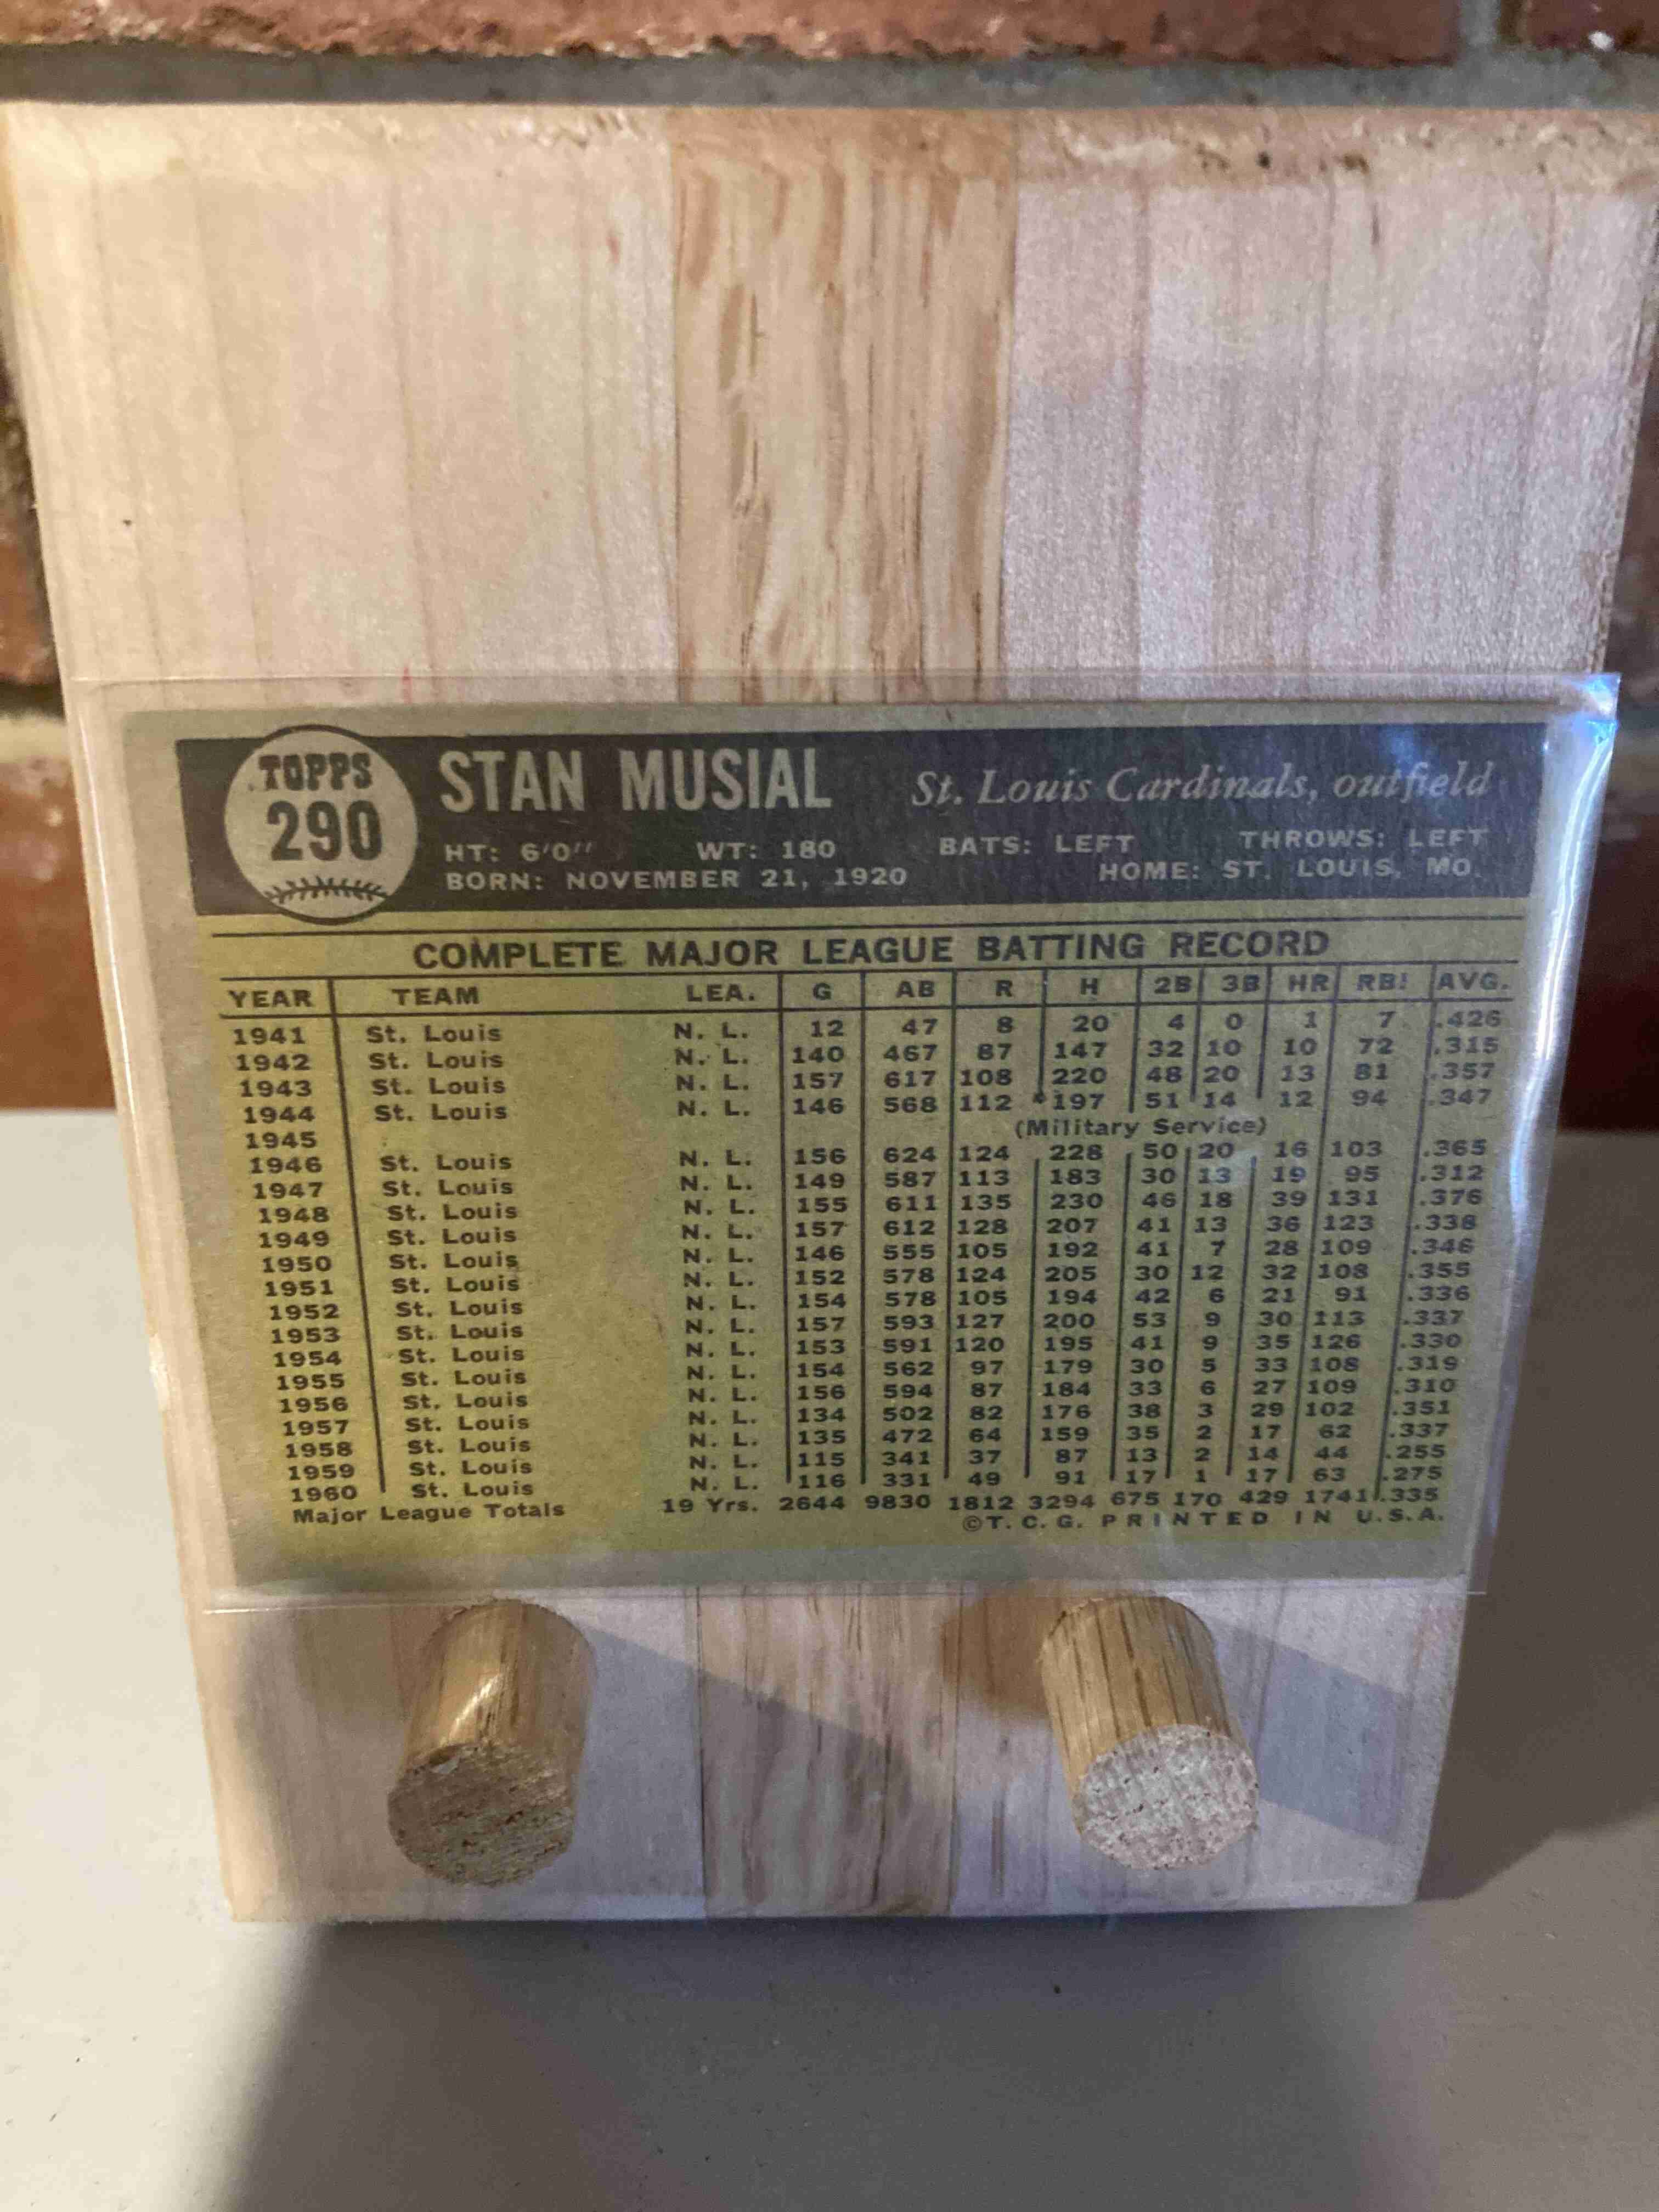 TOPPS
290
STAN MUSIAL St. Louis Cardinals, outfield
HT: 6'0" WT: 180 BATS: LEFT THROWS: LEFT
BORN: NOVEMBER 21, 1920 HOME: ST. LOUIS, MO.
COMPLETE MAJOR LEAGUE BATTING RECORD
YEAR TEAM LEA. G AB R H 2B 3B HR RBI AVG.
1941 St. Louis N. L. 12 47 8 20 4 0 1 7 .426
1942 St. Louis N. L. 140 467 87 147 32 10 10 72 .315
1943 St. Louis N. L. 157 617 108 220 48 20 13 81 .357
1944 St. Louis N. L. 146 568 112 *197 51 14 12 94 .347
1945 (Military Service)
1946 St. Louis N. L. 156 624 124 228 50 20 16 103 .365
1947 St. Louis N. L. 149 587 113 183 30 13 19 95 .312
1948 St. Louis N. L. 155 611 135 230 46 18 39 131 .376
1949 St. Louis N. L. 157 612 128 207 41 13 36 123 .338
1950 St. Louis N. L. 146 555 105 192 41 7 28 109 .346
1951 St. Louis N. L. 152 578 124 205 30 12 32 108 .355
1952 St. Louis N. L. 154 578 105 194 42 6 21 91 .336
1953 St. Louis N. L. 157 593 127 200 53 9 30 113 .337
1954 St. Louis N. L. 153 591 120 195 41 9 35 126 .330
1955 St. Louis N. L. 154 562 97 179 30 5 33 108 .319
1956 St. Louis N. L. 156 594 87 184 33 6 27 109 .310
1957 St. Louis N. L. 134 502 82 176 38 3 29 102 .351
1958 St. Louis N. L. 135 472 64 159 35 2 17 62 .337
1959 St. Louis N. L. 115 341 37 87 13 2 14 44 .255
1960 St. Louis N. L. 116 331 49 91 17 1 17 63 .275
Major League Totals 19 Yrs. 2644 9830 1812 3294 675 170 429 1741 .335
©T. C. G. PRINTED IN U.S.A.